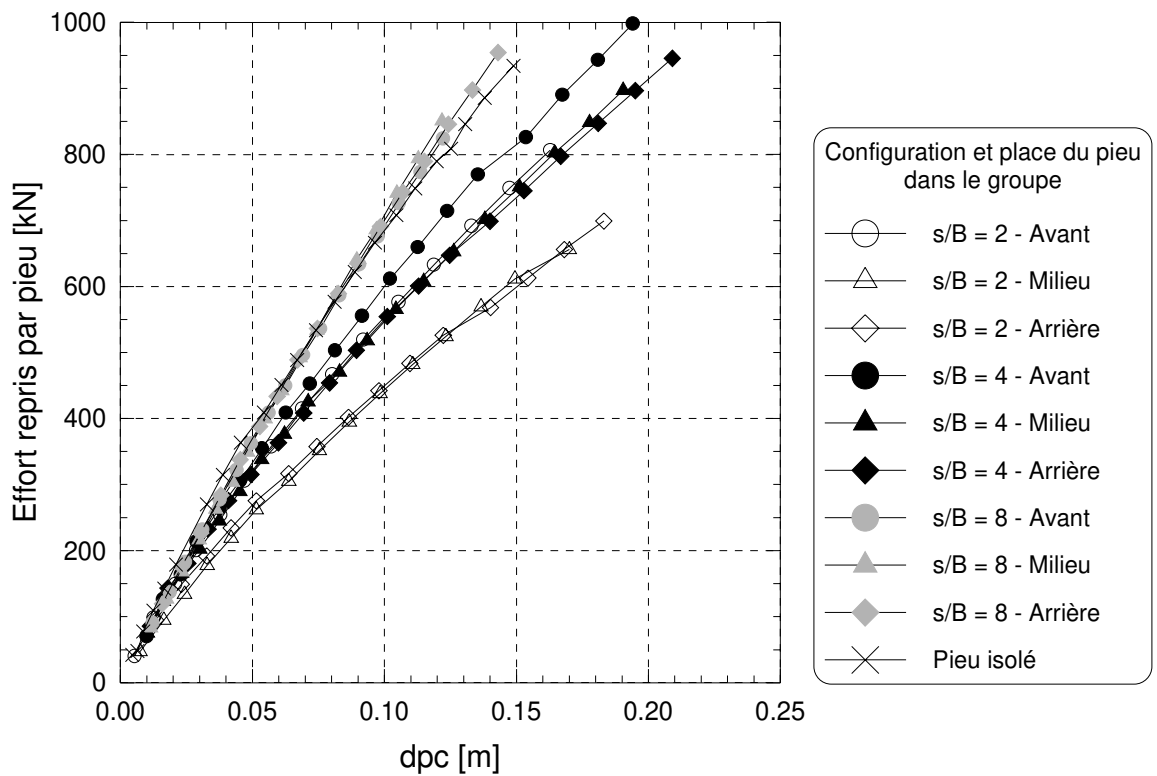 1000
800
600
400
200
0
Effort repris par pieu [kN]
0.00 0.05 0.10 0.15 0.20 0.25
dpc [m]
Configuration et place du pieu
dans le groupe
s/B = 2 - Avant
s/B = 2 - Milieu
s/B = 2 - Arrière
s/B = 4 - Avant
s/B = 4 - Milieu
s/B = 4 - Arrière
s/B = 8 - Avant
s/B = 8 - Milieu
s/B = 8 - Arrière
Pieu isolé